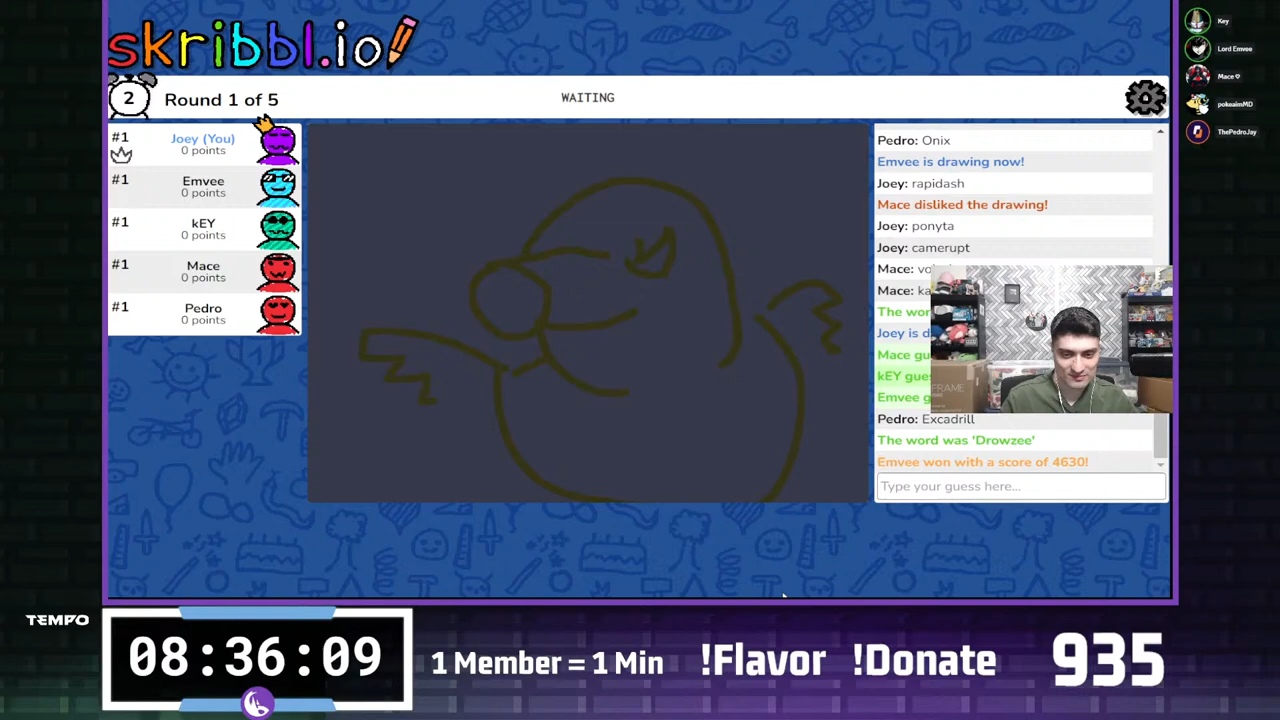 skribbl.io
2
Round 1 of 5
WAITING
#1
Joey (You)
0 points
#1
Emvee
0 points
#1
kEY
0 points
#1
Mace
0 points
#1
Pedro
0 points
Pedro: Onix
Emvee is drawing now!
Joey: rapidash
Mace disliked the drawing!
Joey: ponyta
Joey: camerupt
Mace:
Mace:
The
Joey is
Mace
kEY
Emvee
Pedro: Excadrill
The word was 'Drowzee'
Emvee won with a score of 4630!
Type your guess here...
Key
Lord Emvee
Mace
pokeaimMD
ThePedroJay
FRAME
TEMPO
08:36:09
1 Member = 1 Min
!Flavor
!Donate
935